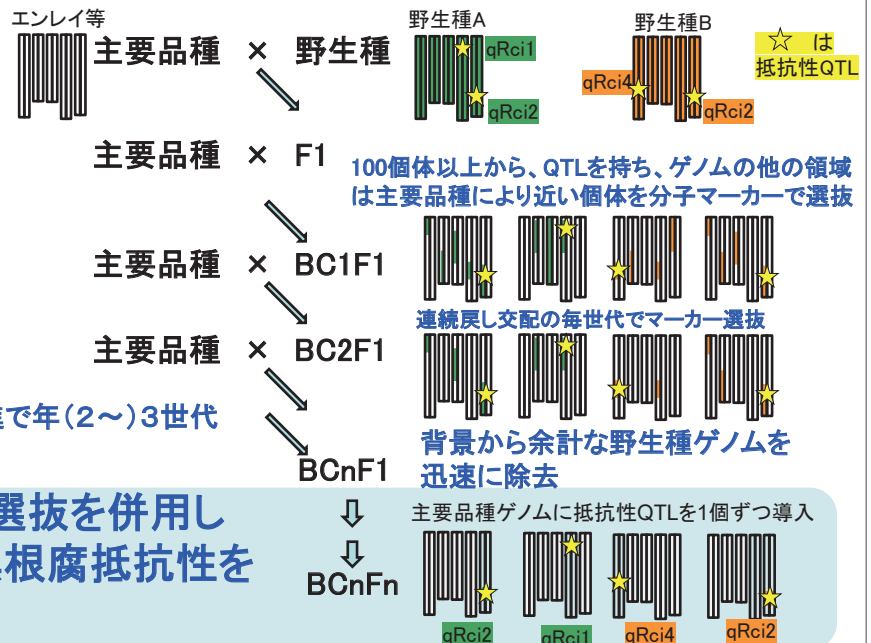 エンレイ等
野生種A
野生種B
主要品種 × 野生種
qRci1
qRci2
qRci4
qRci2
☆ は
抵抗性QTL
主要品種 × F1
100個体以上から、QTLを持ち、ゲノムの他の領域
は主要品種により近い個体を分子マーカーで選抜
主要品種 × BC1F1
連続戻し交配の毎世代でマーカー選抜
主要品種 × BC2F1
で年(2~)3世代
背景から余計な野生種ゲノムを
迅速に除去
BCnF1
選抜を併用し
根腐抵抗性を
主要品種ゲノムに抵抗性QTLを1個ずつ導入
BCnFn
qRci2
qRci1
qRci4
qRci2